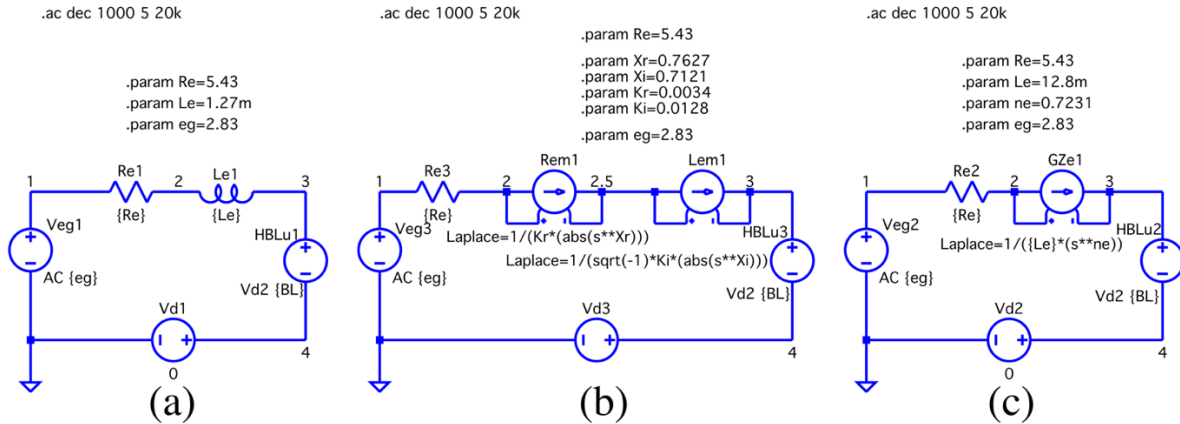 .ac dec 1000 5 20k
.param Re=5.43
.param Le=1.27m
.param eg=2.83
1
Re1
{Re}
2
Le1
{Le}
3
Veg1
AC {eg}
HBLu1
Vd2 {BL}
Vd1
0
4
(a)
.ac dec 1000 5 20k
.param Re=5.43
.param Xr=0.7627
.param Xi=0.7121
.param Kr=0.0034
.param Ki=0.0128
.param eg=2.83
1
Re3
{Re}
2
Rem1
2.5
Lem1
3
Laplace=1/(Kr*(abs(s**Xr)))
Laplace=1/(sqrt(-1)*Ki*(abs(s**Xi)))
Veg3
AC {eg}
HBLu3
Vd2 {BL}
Vd3
4
(b)
.ac dec 1000 5 20k
.param Re=5.43
.param Le=12.8m
.param ne=0.7231
.param eg=2.83
1
Re2
{Re}
2
GZe1
3
Laplace=1/({Le}*(s**ne))
Veg2
AC {eg}
HBLu2
Vd2 {BL}
Vd2
0
4
(c)